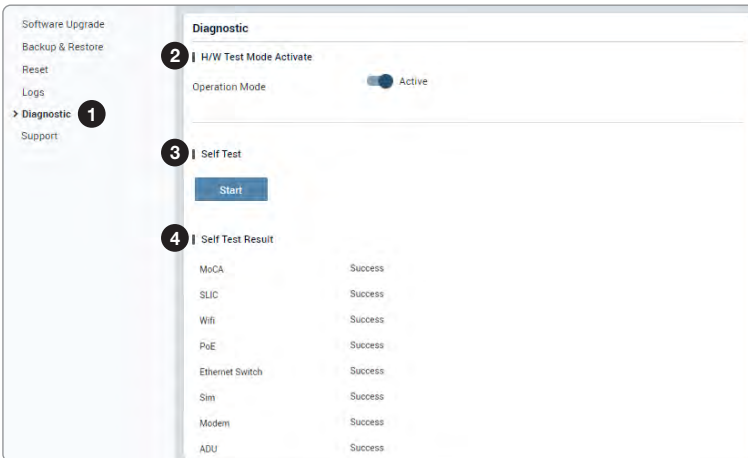 Software Upgrade
Backup & Restore
Reset
Logs
> Diagnostic 1
Support
Diagnostic
2 H/W Test Mode Activate
Operation Mode Active
3 Self Test
Start
4 Self Test Result
MoCA Success
SLIC Success
Wifi Success
PoE Success
Ethernet Switch Success
Sim Success
Modem Success
ADU Success